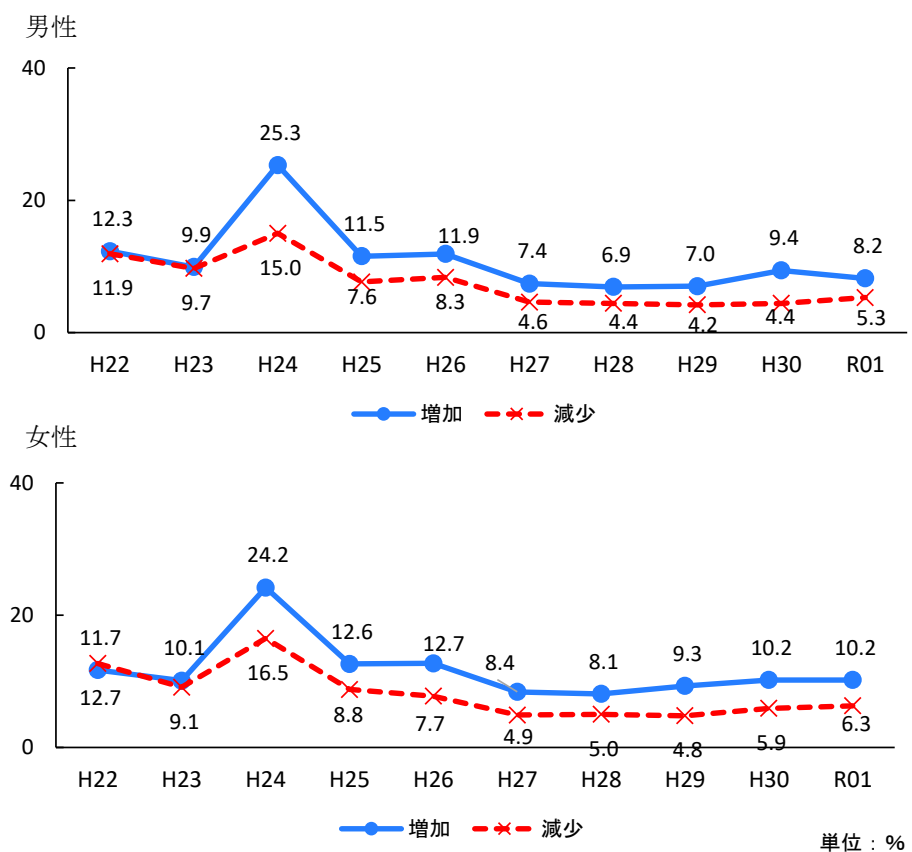 男性
40
25.3
20
12.3 9.9 11.5 11.9 7.4 6.9 7.0 9.4 8.2
11.9 9.7 15.0 7.6 8.3 4.6 4.4 4.2 4.4 5.3
0
H22 H23 H24 H25 H26 H27 H28 H29 H30 R01
増加 減少
女性
40
24.2
20
11.7 10.1 12.6 12.7 8.4 8.1 9.3 10.2 10.2
12.7 9.1 16.5 8.8 7.7 4.9 5.0 4.8 5.9 6.3
0
H22 H23 H24 H25 H26 H27 H28 H29 H30 R01
増加 減少
単位：%